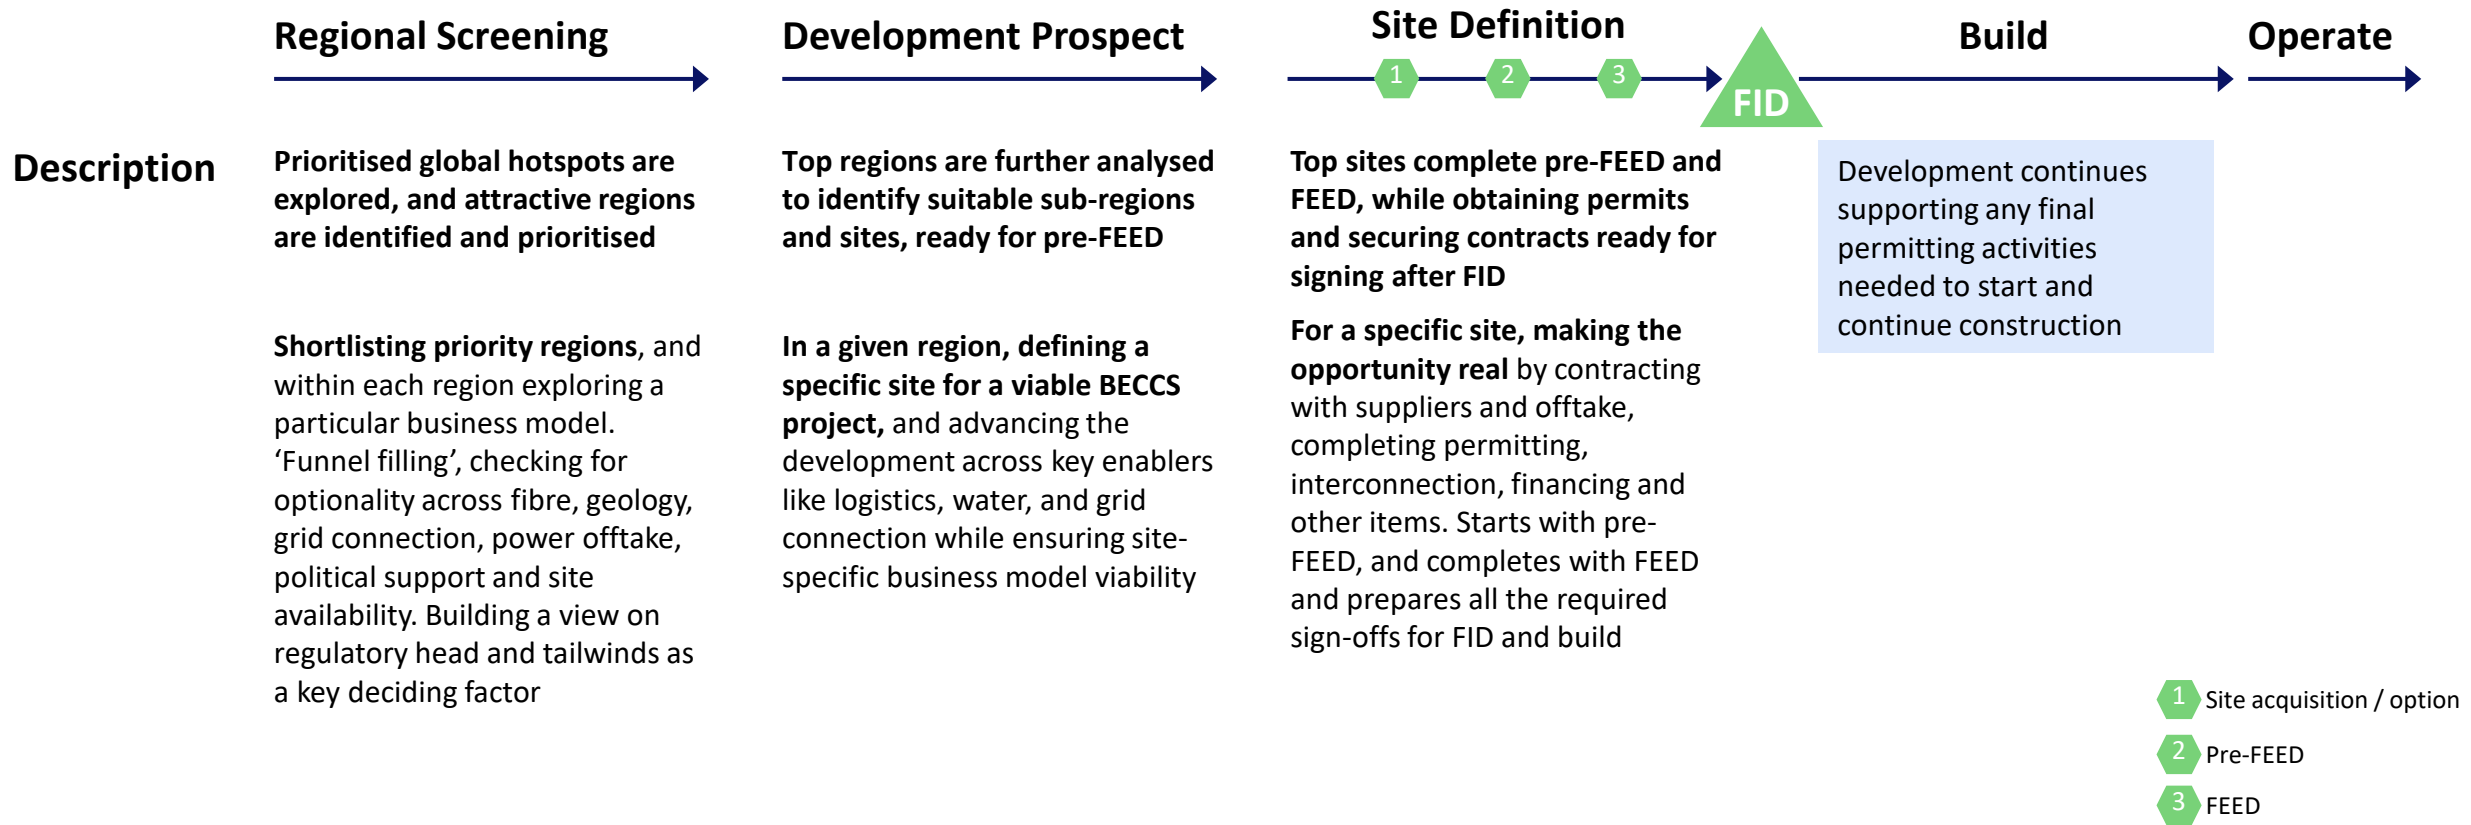 Regional Screening
Development Prospect
Site Definition
Build
Operate
1
2
3
FID
Description
Prioritised global hotspots are
explored, and attractive regions
are identified and prioritised
Shortlisting priority regions, and
within each region exploring a
particular business model.
‘Funnel filling’, checking for
optionality across fibre, geology,
grid connection, power offtake,
political support and site
availability. Building a view on
regulatory head and tailwinds as
a key deciding factor
Top regions are further analysed
to identify suitable sub-regions
and sites, ready for pre-FEED
In a given region, defining a
specific site for a viable BECCS
project, and advancing the
development across key enablers
like logistics, water, and grid
connection while ensuring site-
specific business model viability
Top sites complete pre-FEED and
FEED, while obtaining permits
and securing contracts ready for
signing after FID
For a specific site, making the
opportunity real by contracting
with suppliers and offtake,
completing permitting,
interconnection, financing and
other items. Starts with pre-
FEED, and completes with FEED
and prepares all the required
sign-offs for FID and build
Development continues
supporting any final
permitting activities
needed to start and
continue construction
1 Site acquisition / option
2 Pre-FEED
3 FEED